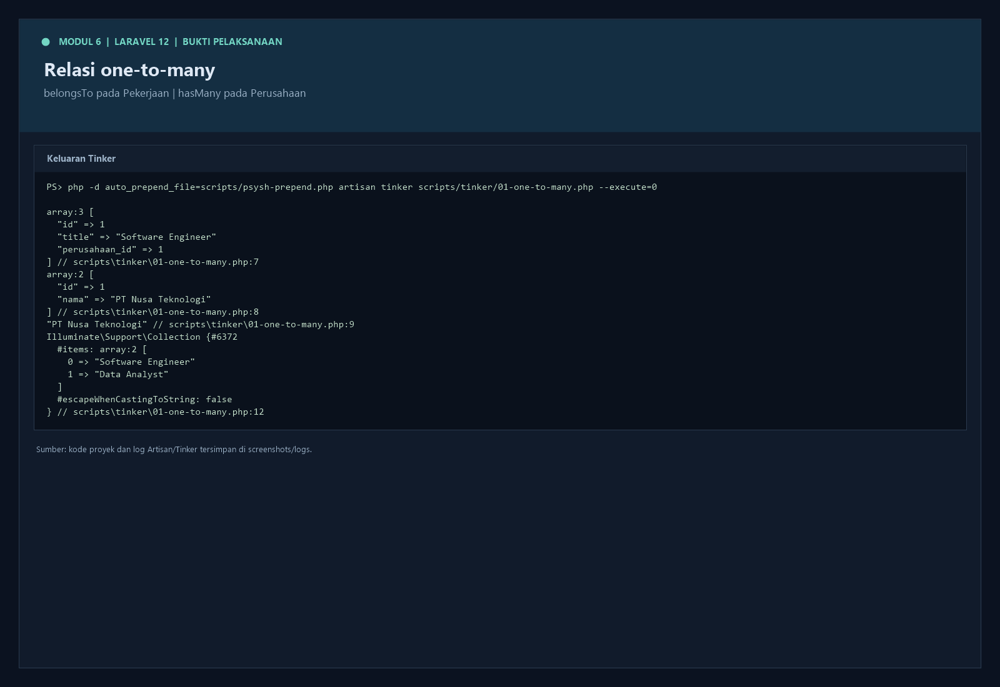 MODUL 6 | LARAVEL 12 | BUKTI PELAKSANAAN
Relasi one-to-many
belongsTo pada Pekerjaan | hasMany pada Perusahaan
Keluaran Tinker
PS> php -d auto_prepend_file=scripts/psysh-prepend.php artisan tinker scripts/tinker/01-one-to-many.php --execute=0

array:3 [
  "id" => 1
  "title" => "Software Engineer"
  "perusahaan_id" => 1
] // scripts\tinker\01-one-to-many.php:7
array:2 [
  "id" => 1
  "nama" => "PT Nusa Teknologi"
] // scripts\tinker\01-one-to-many.php:8
"PT Nusa Teknologi" // scripts\tinker\01-one-to-many.php:9
Illuminate\Support\Collection {#6372
  #items: array:2 [
    0 => "Software Engineer"
    1 => "Data Analyst"
  ]
  #escapeWhenCastingToString: false
} // scripts\tinker\01-one-to-many.php:12
Sumber: kode proyek dan log Artisan/Tinker tersimpan di screenshots/logs.